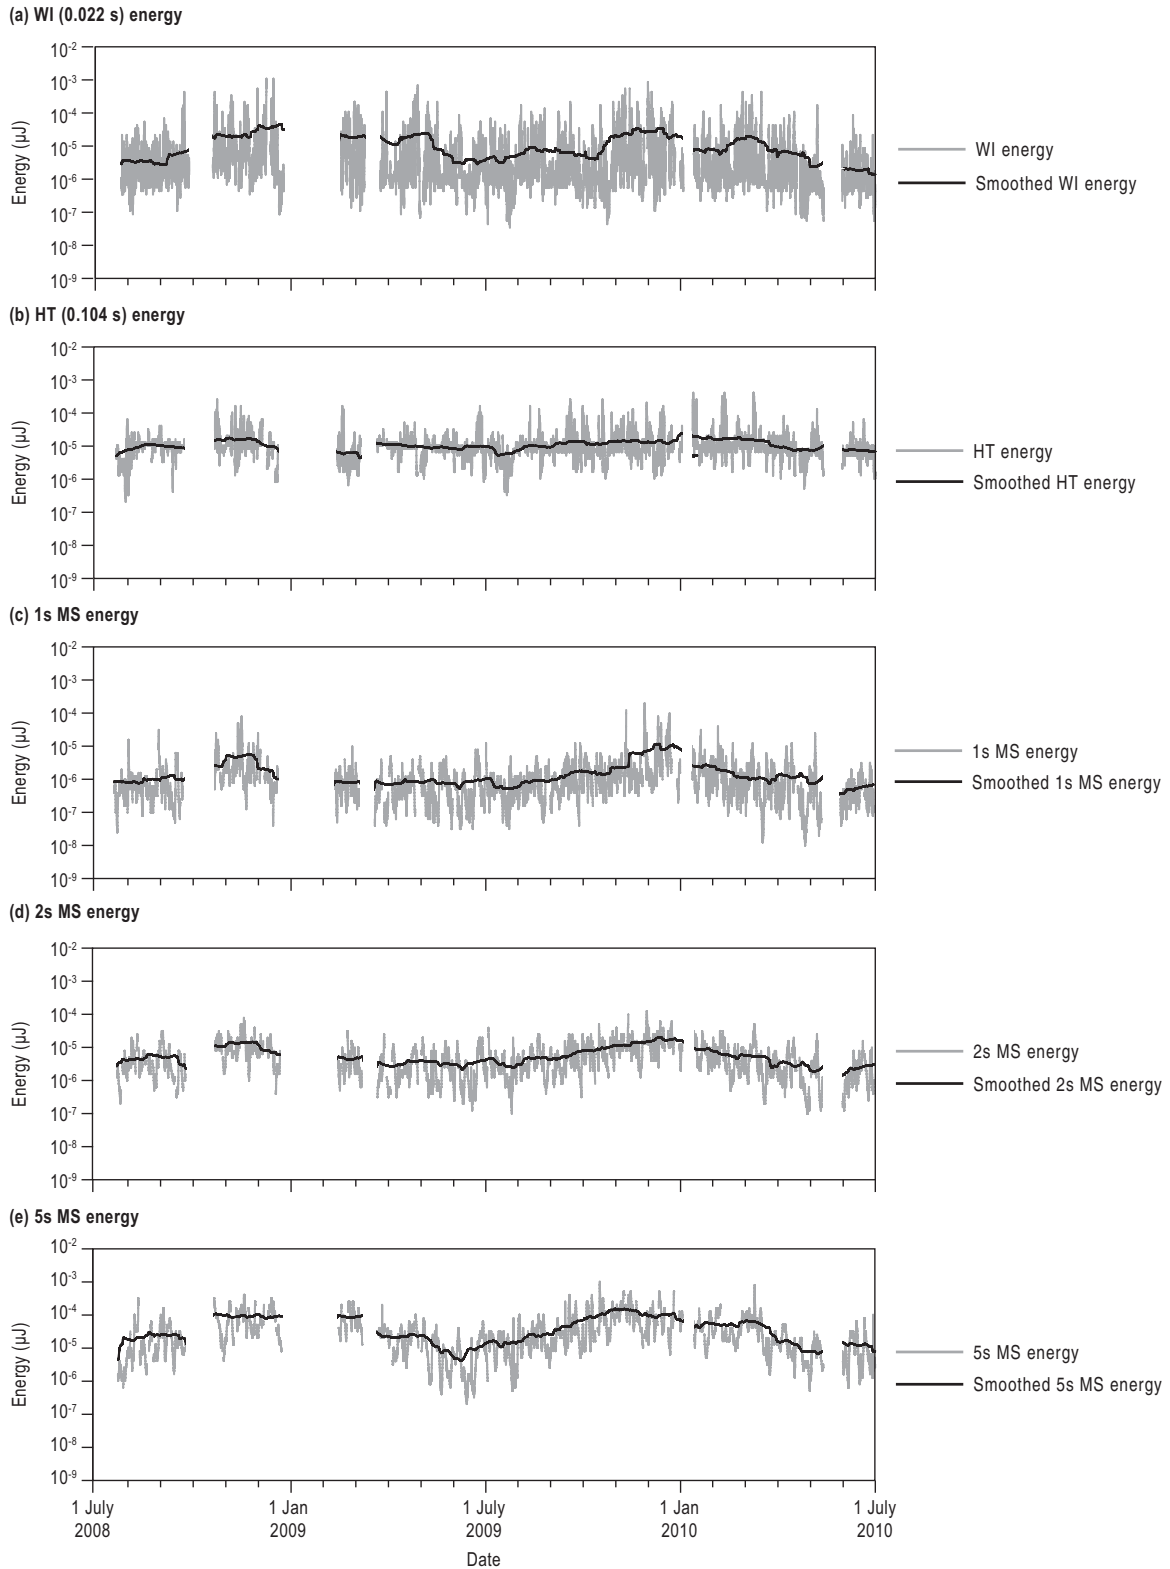 (a) WI (0.022 s) energy
10-2
10-3
10-4
10-5
10-6
10-7
10-8
10-9
Energy (µJ)
WI energy
Smoothed WI energy
(b) HT (0.104 s) energy
10-2
10-3
10-4
10-5
10-6
10-7
10-8
10-9
Energy (µJ)
HT energy
Smoothed HT energy
(c) 1s MS energy
10-2
10-3
10-4
10-5
10-6
10-7
10-8
10-9
Energy (µJ)
1s MS energy
Smoothed 1s MS energy
(d) 2s MS energy
10-2
10-3
10-4
10-5
10-6
10-7
10-8
10-9
Energy (µJ)
2s MS energy
Smoothed 2s MS energy
(e) 5s MS energy
10-2
10-3
10-4
10-5
10-6
10-7
10-8
10-9
Energy (µJ)
5s MS energy
Smoothed 5s MS energy
1 July 1 Jan 1 July 1 Jan 1 July
2008 2009 2009 2010 2010
Date